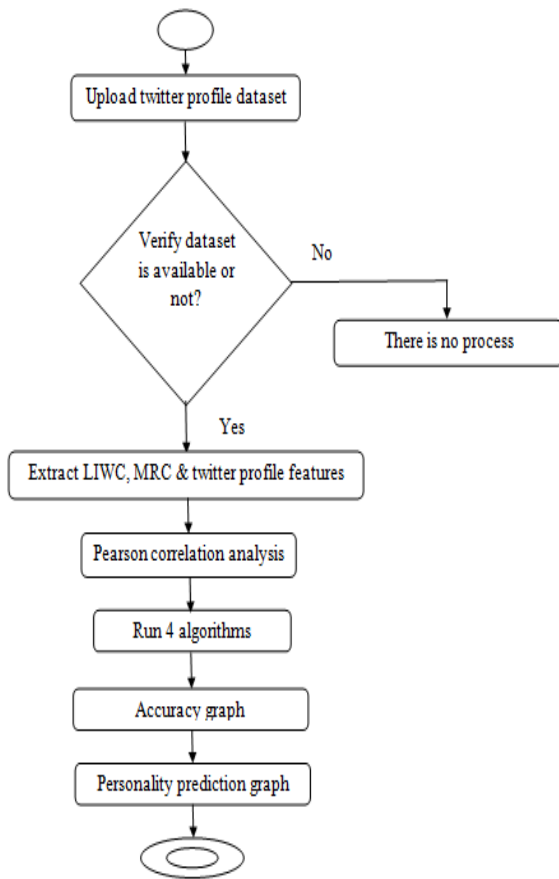 Upload twitter profile dataset
Verify dataset
is available or
not?
No
There is no process
Yes
Extract LIWC, MRC & twitter profile features
Pearson correlation analysis
Run 4 algorithms
Accuracy graph
Personality prediction graph